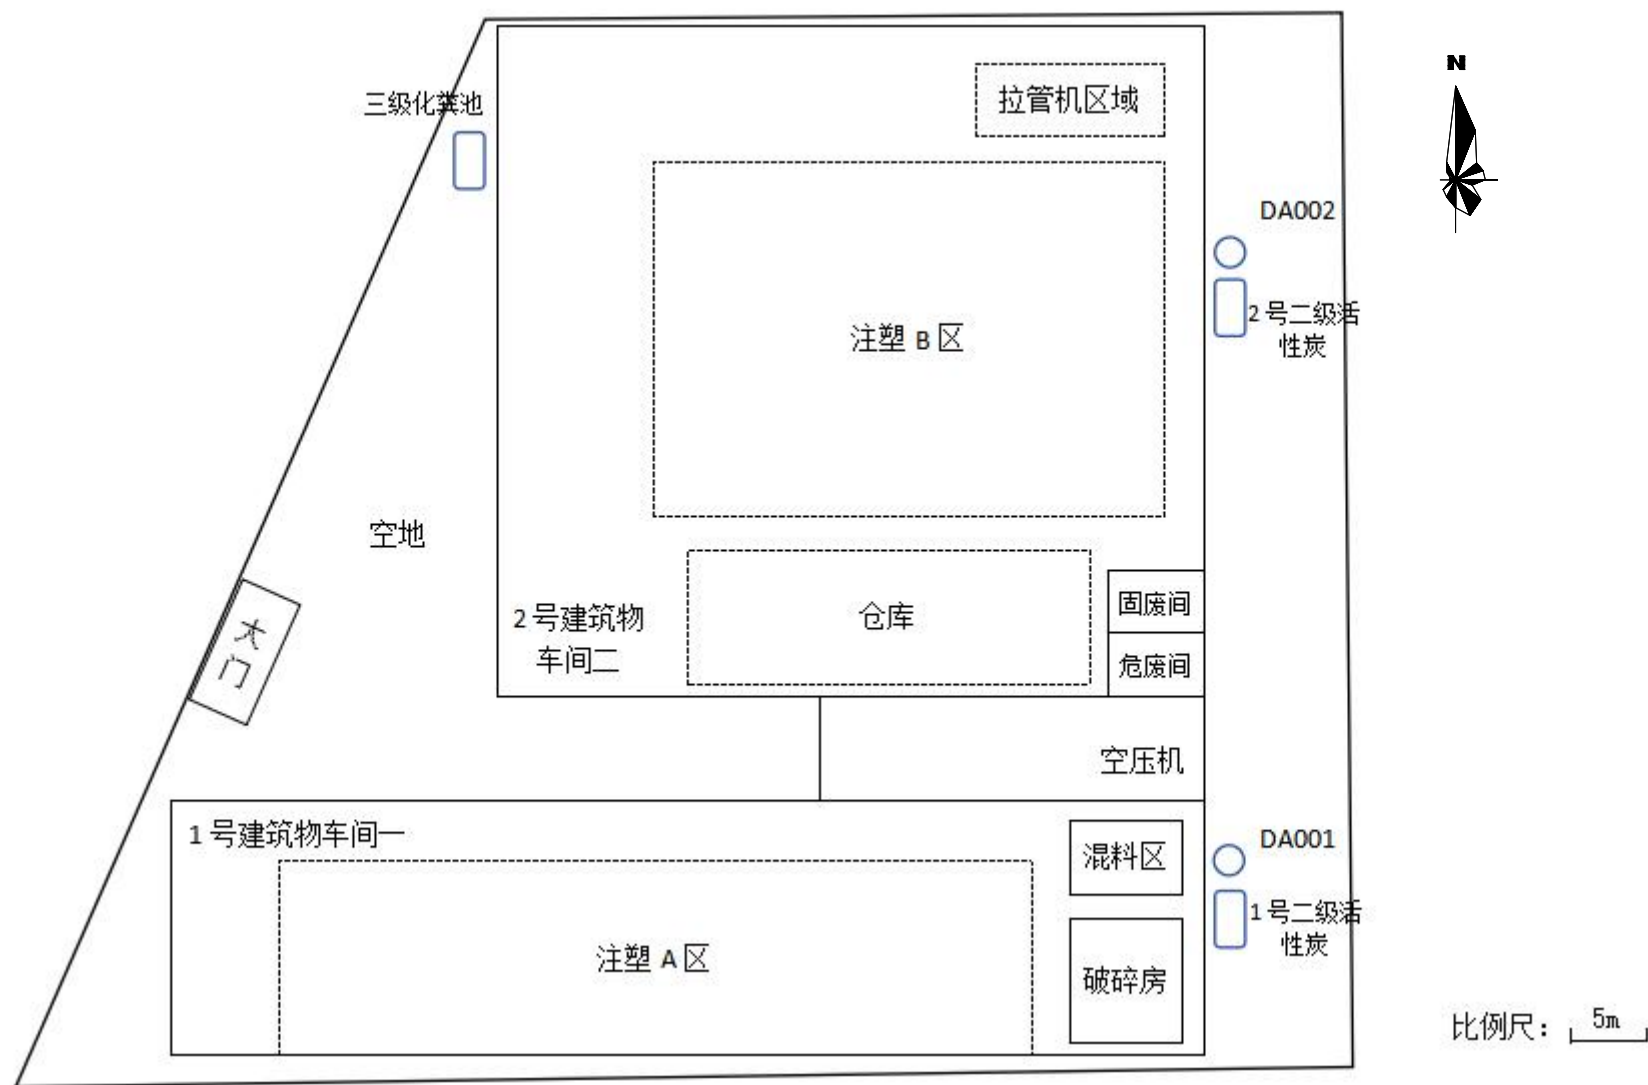 N
拉管机区域
三级化粪池
DA002
2 号二级活
性炭
注塑 B 区
空地
大
门
2 号建筑物
车间二
仓库
固废间
危废间
空压机
1 号建筑物车间一
混料区
DA001
1 号二级活
性炭
注塑 A 区
破碎房
比例尺：
5m